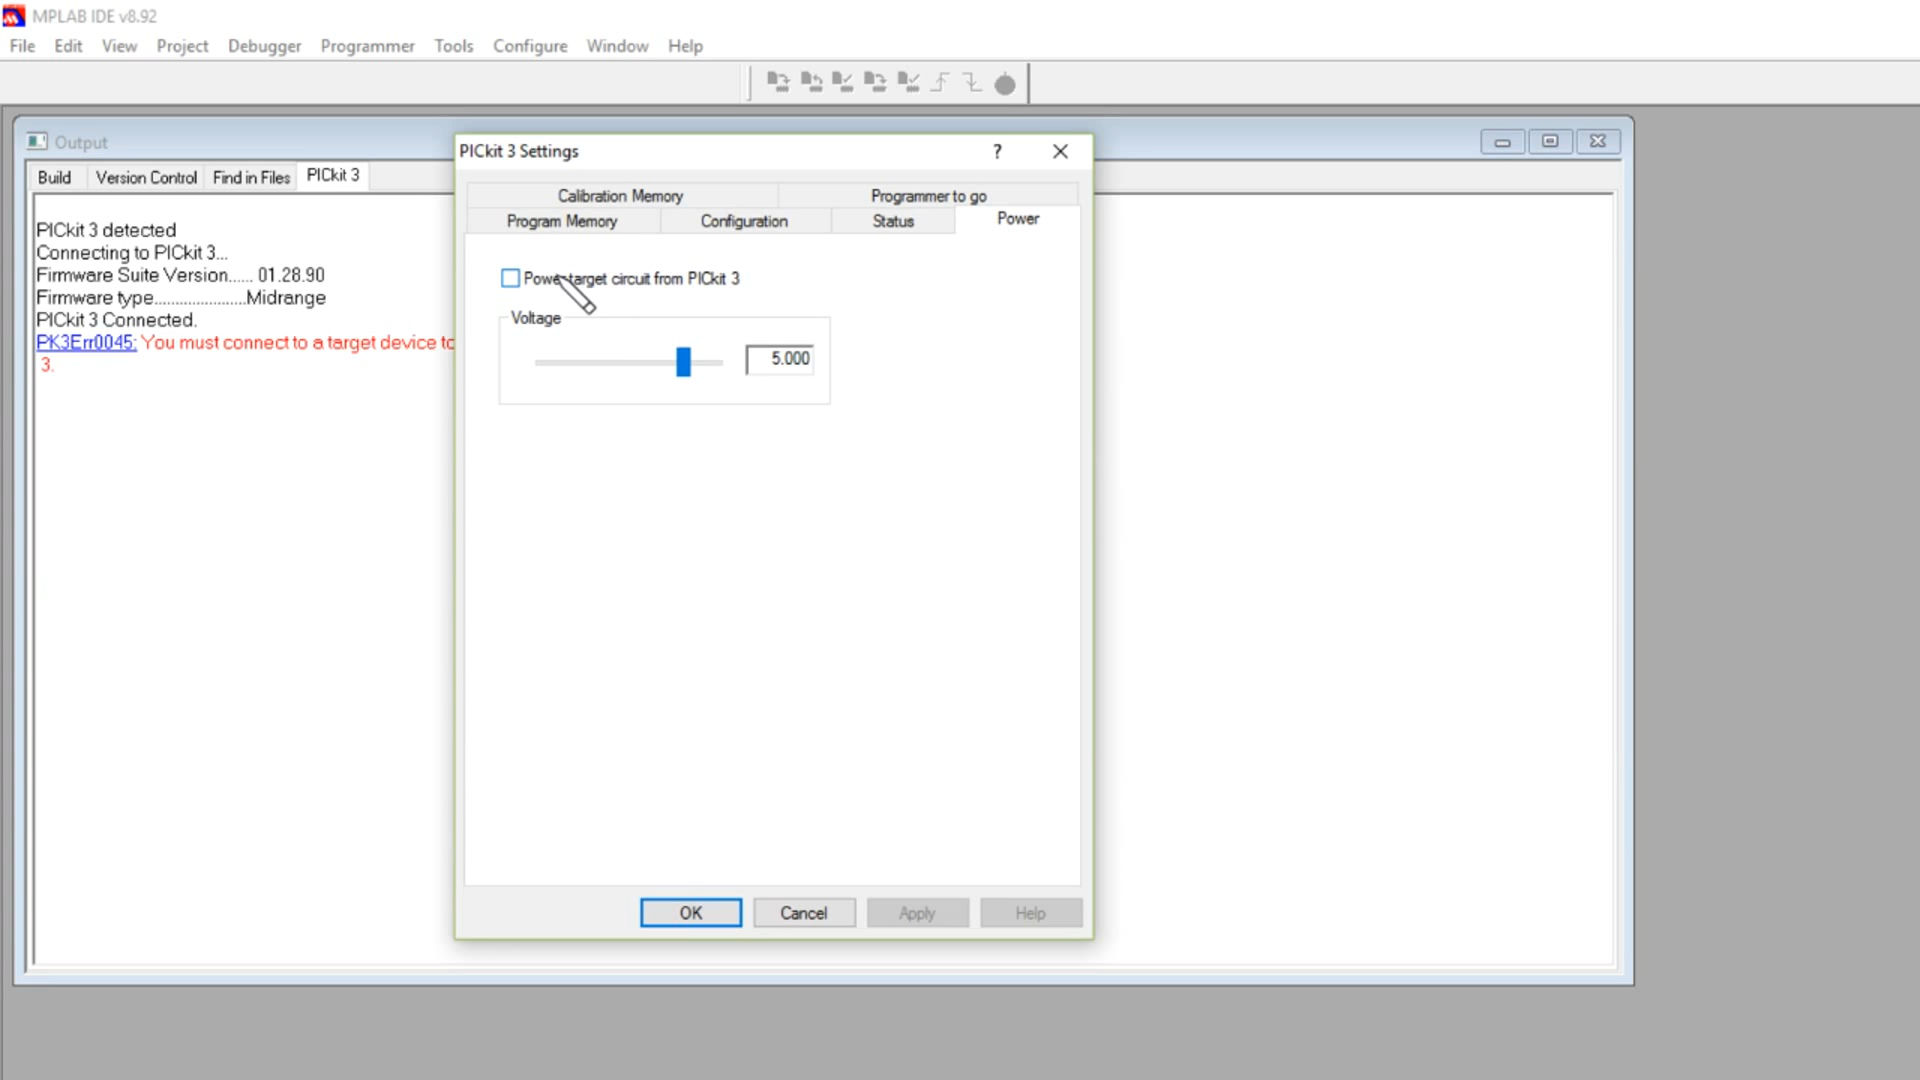 MPLAB IDE v8.92
File Edit View Project Debugger Programmer Tools Configure Window Help
Output
Build Version Control Find in Files PICkit 3
PICkit 3 detected
Connecting to PICkit 3...
Firmware Suite Version...... 01.28.90
Firmware type......................Midrange
PICkit 3 Connected.
PK3Err0045: You must connect to a target device to
3.
PICkit 3 Settings
Calibration Memory Programmer to go
Program Memory Configuration Status Power
Power target circuit from PICkit 3
Voltage
5.000
OK Cancel Apply Help